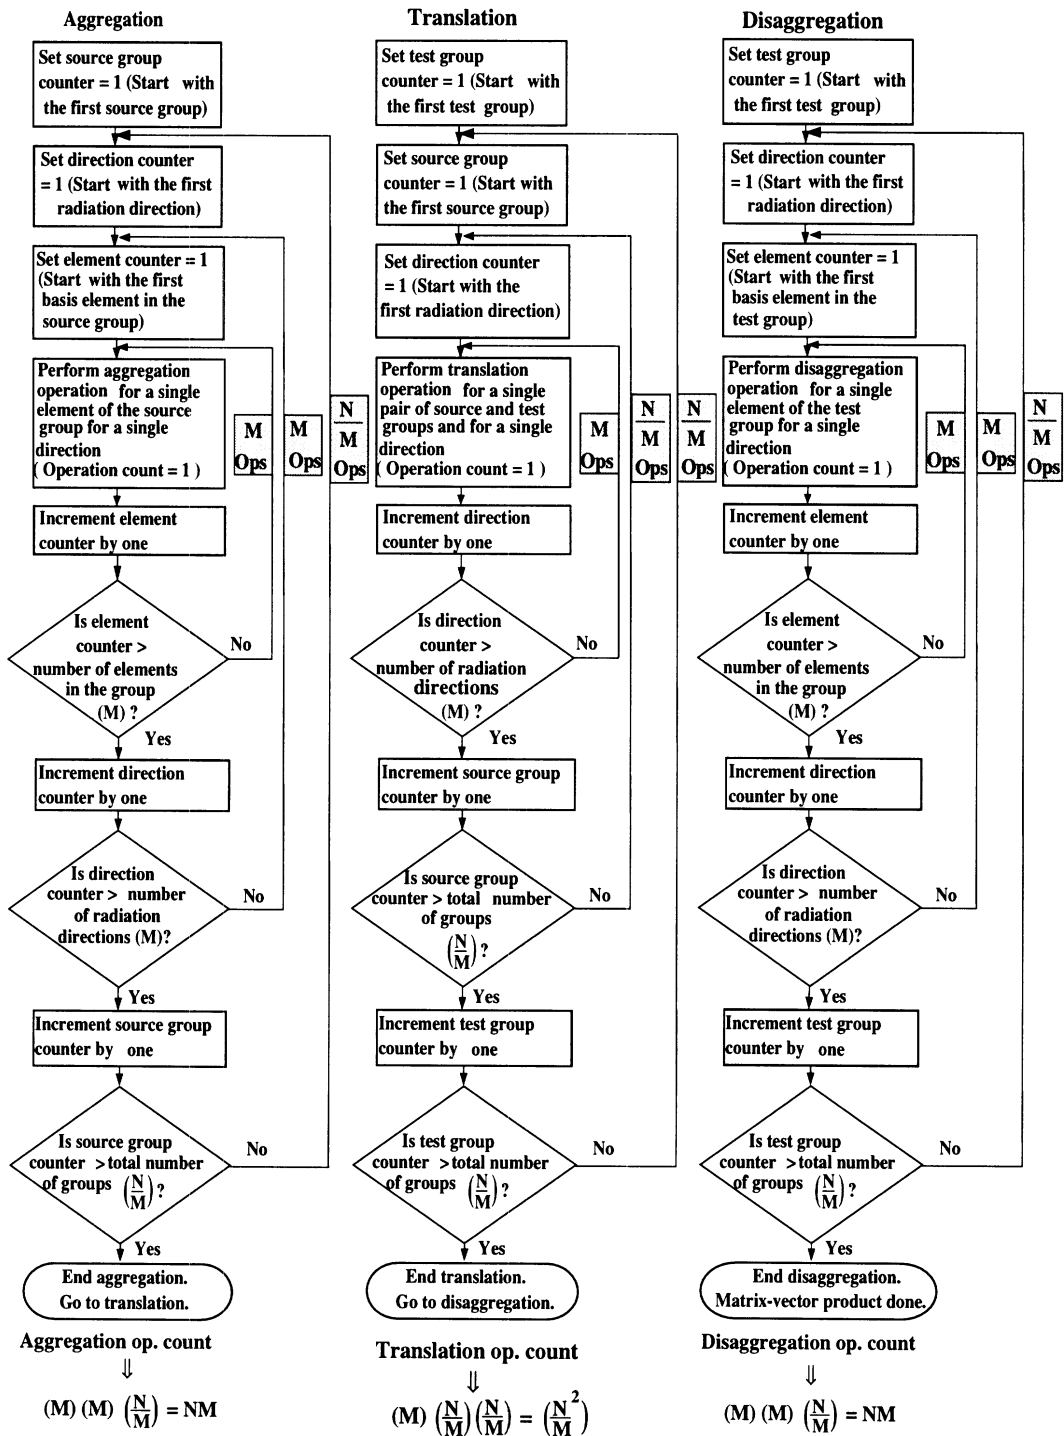 Aggregation
Set source group
counter = 1 (Start with
the first source group)
Set direction counter
= 1 (Start with the first
radiation direction)
Set element counter = 1
(Start with the first
basis element in the
source group)
Perform aggregation
operation for a single
element of the source
group for a single
direction
( Operation count = 1 )
M
Ops
M
Ops
N
M
Ops
Increment element
counter by one
Is element
counter >
number of elements
in the group
(M) ?
No
Yes
Increment direction
counter by one
Is direction
counter > number
of radiation
directions (M)?
No
Yes
Increment source group
counter by one
Is source group
counter > total number
of groups (N/M) ?
No
Yes
End aggregation.
Go to translation.
Aggregation op. count
⇓
(M) (M) (N/M) = NM
Translation
Set test group
counter = 1 (Start with
the first test group)
Set source group
counter = 1 (Start with
the first source group)
Set direction counter
= 1 (Start with the
first radiation direction)
Perform translation
operation for a single
pair of source and test
groups and for a single
direction
( Operation count = 1 )
M
Ops
N
M
Ops
N
M
Ops
Increment direction
counter by one
Is direction
counter >
number of radiation
directions
(M) ?
No
Yes
Increment source group
counter by one
Is source group
counter > total number
of groups
(N/M) ?
No
Yes
Increment test group
counter by one
Is test group
counter > total number
of groups (N/M) ?
No
Yes
End translation.
Go to disaggregation.
Translation op. count
⇓
(M) (N/M) (N/M) = (N²/M)
Disaggregation
Set test group
counter = 1 (Start with
the first test group)
Set direction counter
= 1 (Start with the first
radiation direction)
Set element counter = 1
(Start with the first
basis element in the
test group)
Perform disaggregation
operation for a single
element of the test
group for a single
direction
( Operation count = 1 )
M
Ops
M
Ops
N
M
Ops
Increment element
counter by one
Is element
counter >
number of elements
in the group
(M) ?
No
Yes
Increment direction
counter by one
Is direction
counter > number
of radiation
directions (M)?
No
Yes
Increment test group
counter by one
Is test group
counter > total number
of groups (N/M) ?
No
Yes
End disaggregation.
Matrix-vector product done.
Disaggregation op. count
⇓
(M) (M) (N/M) = NM